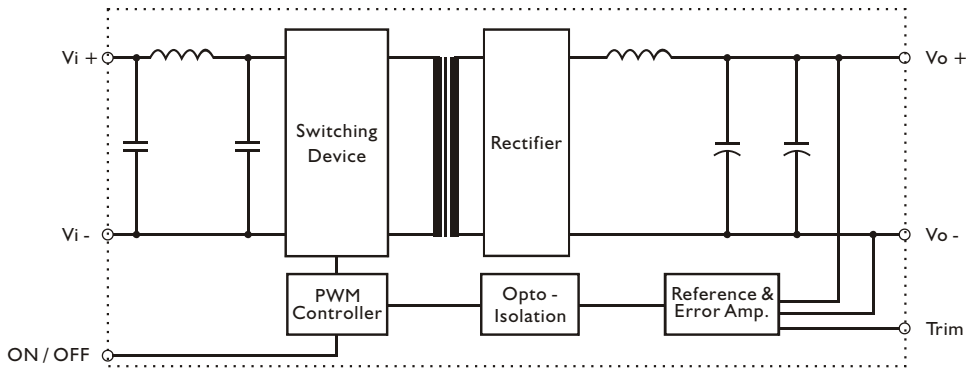 Vi +
Switching
Device
Rectifier
Vo +
Vi -
Vo -
PWM
Controller
Opto -
Isolation
Reference &
Error Amp.
Trim
ON / OFF